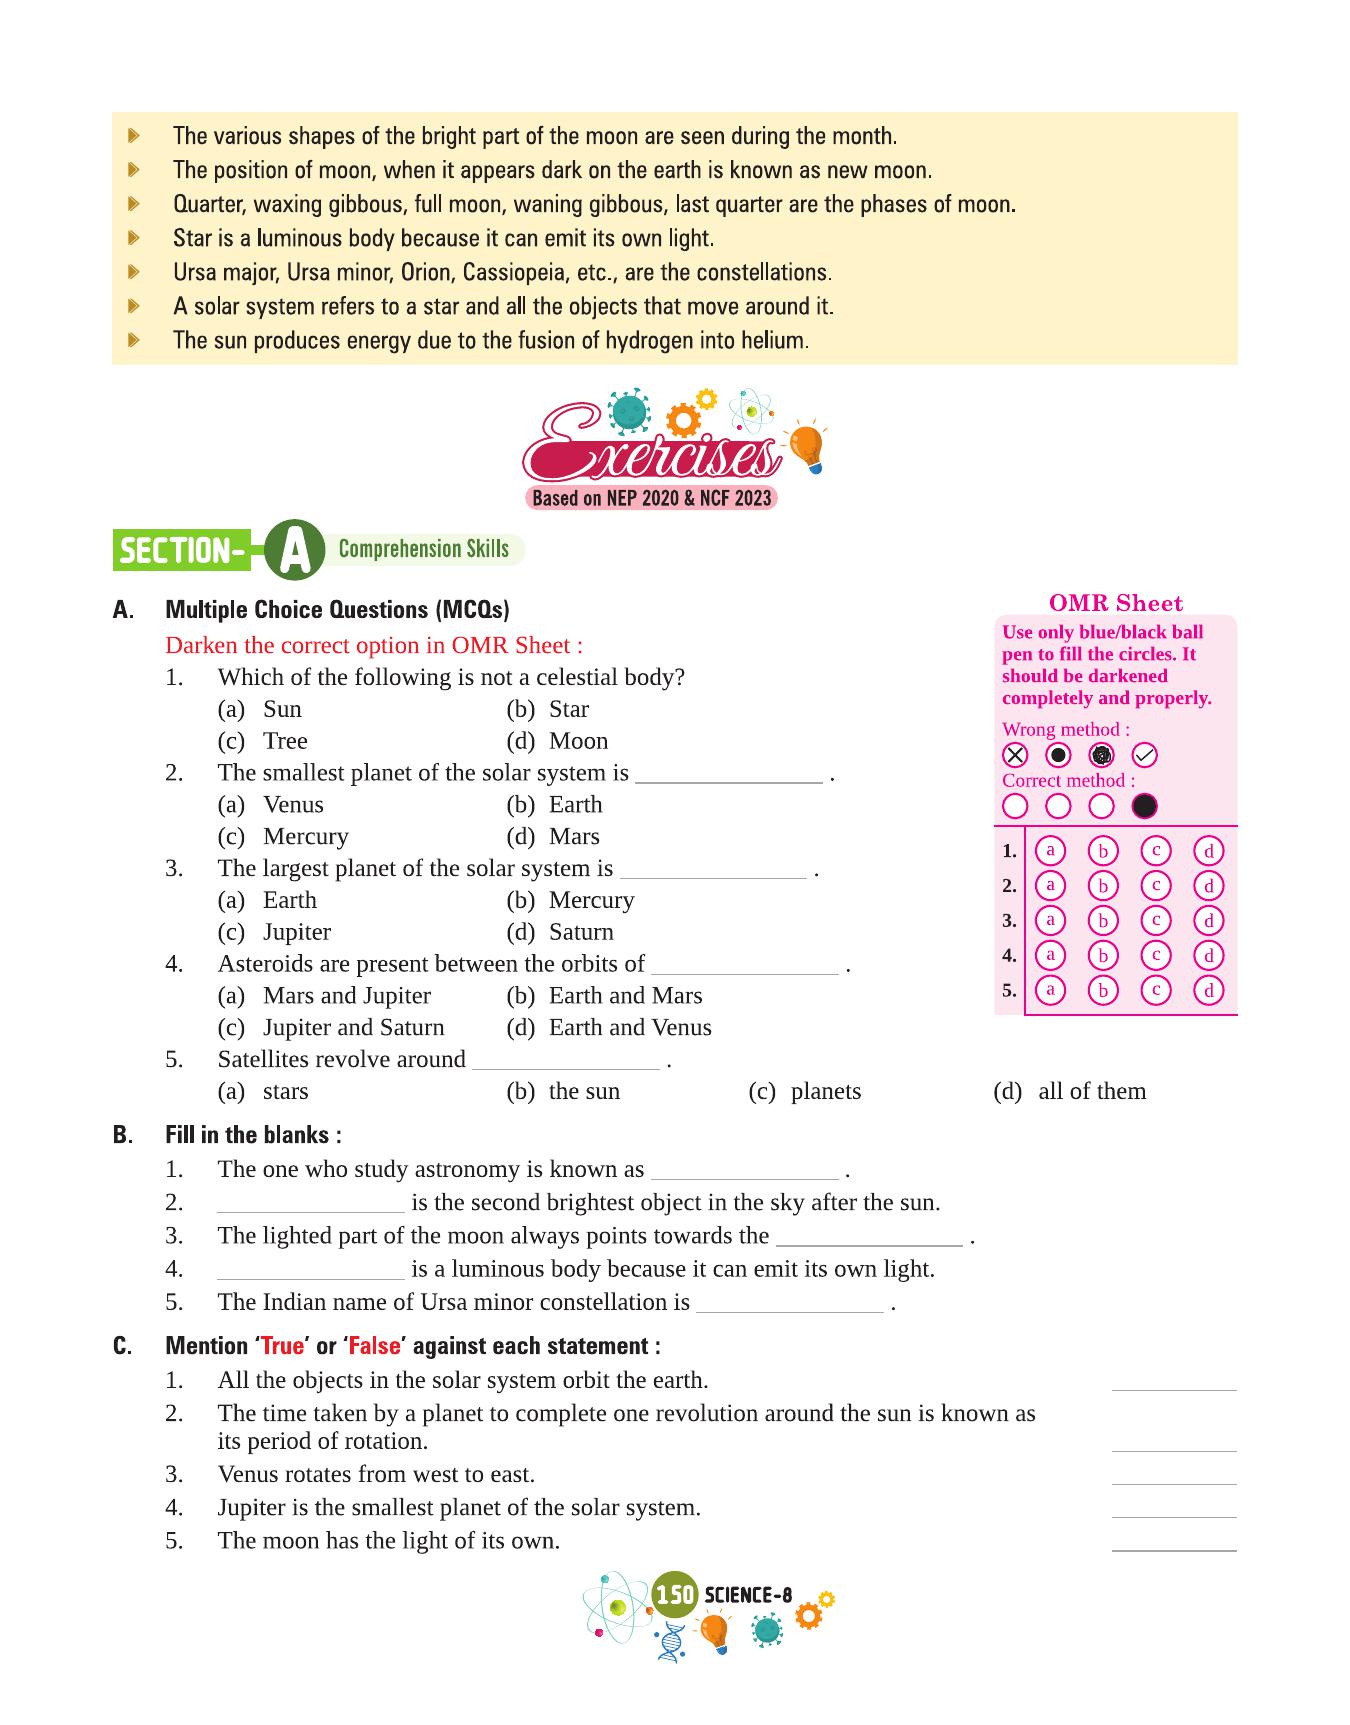 The various shapes of the bright part of the moon are seen during the month.
The position of moon, when it appears dark on the earth is known as new moon.
Quarter, waxing gibbous, full moon, waning gibbous, last quarter are the phases of moon.
Star is a luminous body because it can emit its own light.
Ursa major, Ursa minor, Orion, Cassiopeia, etc., are the constellations.
A solar system refers to a star and all the objects that move around it.
The sun produces energy due to the fusion of hydrogen into helium.
Exercises
Based on NEP 2020 & NCF 2023
SECTION- A Comprehension Skills
A. Multiple Choice Questions (MCQs)
Darken the correct option in OMR Sheet :
1. Which of the following is not a celestial body?
(a) Sun (b) Star
(c) Tree (d) Moon
2. The smallest planet of the solar system is _______________ .
(a) Venus (b) Earth
(c) Mercury (d) Mars
3. The largest planet of the solar system is _______________ .
(a) Earth (b) Mercury
(c) Jupiter (d) Saturn
4. Asteroids are present between the orbits of _______________ .
(a) Mars and Jupiter (b) Earth and Mars
(c) Jupiter and Saturn (d) Earth and Venus
5. Satellites revolve around _______________ .
(a) stars (b) the sun (c) planets (d) all of them
OMR Sheet
Use only blue/black ball
pen to fill the circles. It
should be darkened
completely and properly.
Wrong method :
Correct method :
1. a b c d
2. a b c d
3. a b c d
4. a b c d
5. a b c d
B. Fill in the blanks :
1. The one who study astronomy is known as _______________ .
2. _______________ is the second brightest object in the sky after the sun.
3. The lighted part of the moon always points towards the _______________ .
4. _______________ is a luminous body because it can emit its own light.
5. The Indian name of Ursa minor constellation is _______________ .
C. Mention ‘True’ or ‘False’ against each statement :
1. All the objects in the solar system orbit the earth. __________
2. The time taken by a planet to complete one revolution around the sun is known as
its period of rotation. __________
3. Venus rotates from west to east. __________
4. Jupiter is the smallest planet of the solar system. __________
5. The moon has the light of its own. __________
150 SCIENCE-8